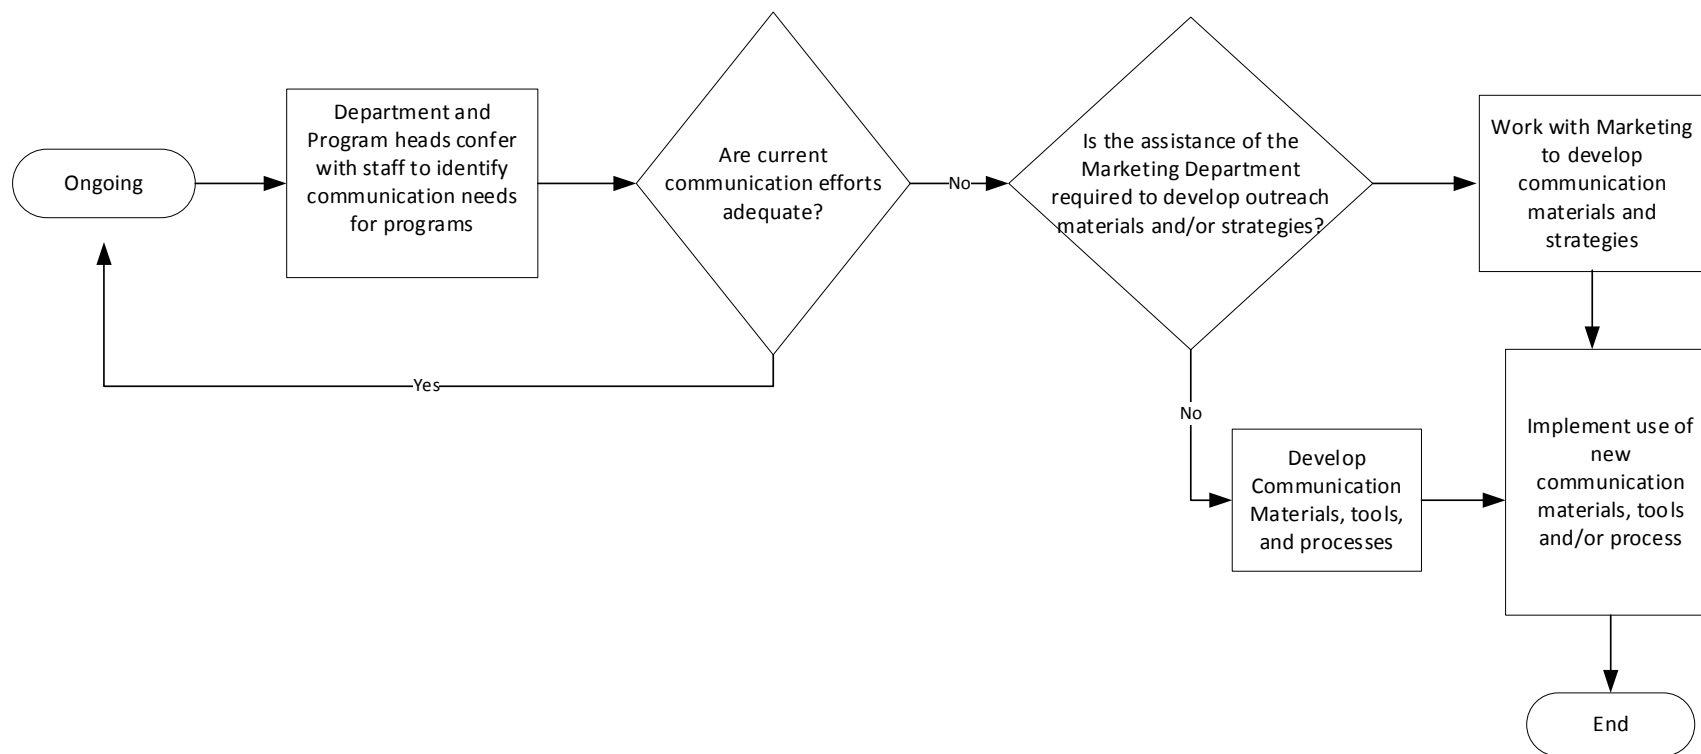 Ongoing
Department and
Program heads confer
with staff to identify
communication needs
for programs
Are current
communication efforts
adequate?
No
Is the assistance of the
Marketing Department
required to develop outreach
materials and/or strategies?
Work with Marketing
to develop
communication
materials and
strategies
Yes
No
Develop
Communication
Materials, tools,
and processes
Implement use of
new
communication
materials, tools
and/or process
End